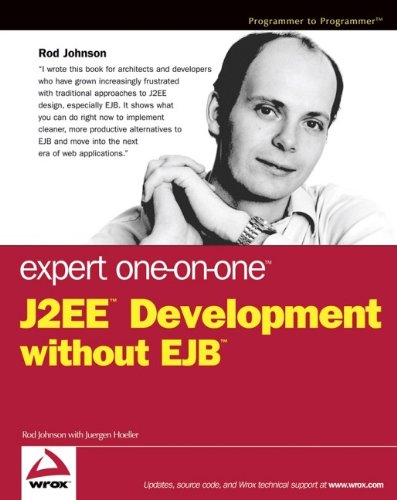 Programmer to Programmer™
Rod Johnson
"I wrote this book for architects and developers
who have grown increasingly frustrated
with traditional approaches to J2EE
design, especially EJB. It shows what
you can do right now to implement
cleaner, more productive alternatives to
EJB and move into the next
era of web applications."
expert one-on-one™
J2EE™ Development
without EJB™
Rod Johnson with Juergen Hoeller
wrox™
Updates, source code, and Wrox technical support at www.wrox.com